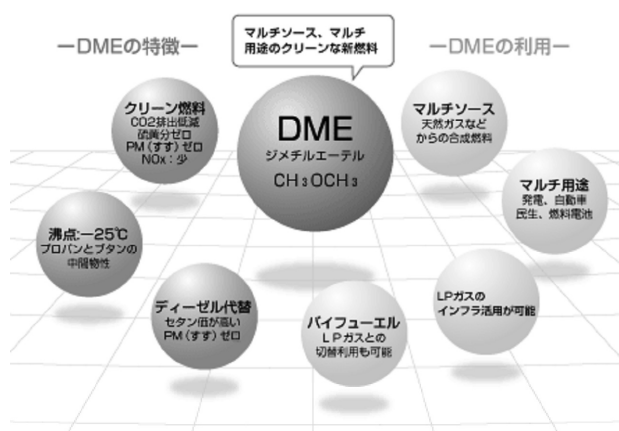 ーDMEの特徴ー
マルチソース、マルチ
用途のクリーンな新燃料
ーDMEの利用ー
クリーン燃料
CO2排出低減
硫黄分ゼロ
PM(すす)ゼロ
NOx:少
DME
ジメチルエーテル
CH3OCH3
マルチソース
天然ガスなど
からの合成燃料
マルチ用途
発電、自動車
民生、燃料電池
沸点:−25℃
プロパンとブタンの
中間物性
ディーゼル代替
セタン価が高い
PM(すす)ゼロ
バイフューエル
LPガスとの
切替利用も可能
LPガスの
インフラ活用が可能